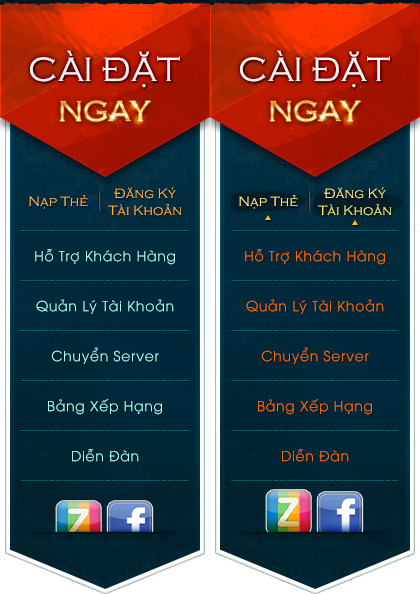 CÀI ĐẶT
NGAY
NẠP THẺ
ĐĂNG KÝ
TÀI KHOẢN
Hỗ Trợ Khách Hàng
Quản Lý Tài Khoản
Chuyển Server
Bảng Xếp Hạng
Diễn Đàn
Z f
CÀI ĐẶT
NGAY
NẠP THẺ
ĐĂNG KÝ
TÀI KHOẢN
Hỗ Trợ Khách Hàng
Quản Lý Tài Khoản
Chuyển Server
Bảng Xếp Hạng
Diễn Đàn
Z f